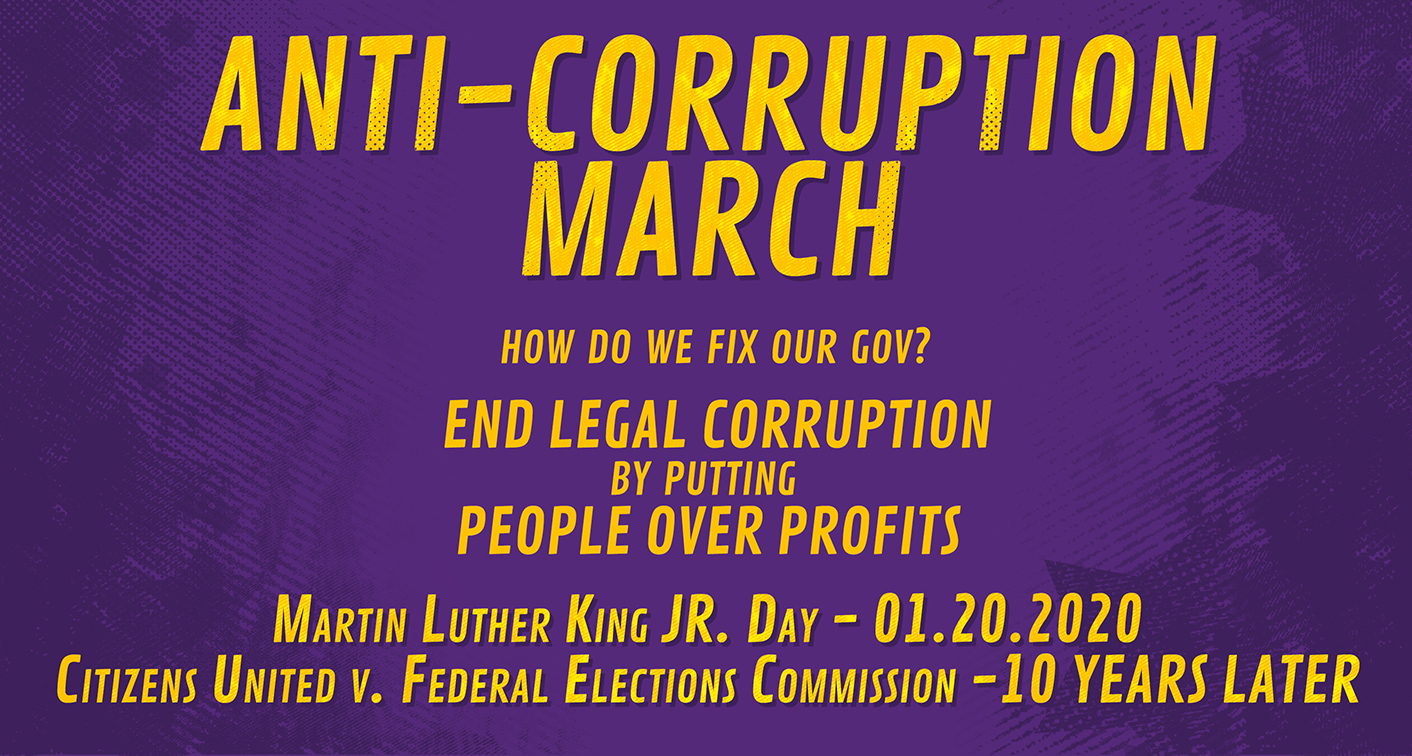 ANTI-CORRUPTION
MARCH
HOW DO WE FIX OUR GOV?
END LEGAL CORRUPTION
BY PUTTING
PEOPLE OVER PROFITS
MARTIN LUTHER KING JR. DAY - 01.20.2020
CITIZENS UNITED V. FEDERAL ELECTIONS COMMISSION -10 YEARS LATER